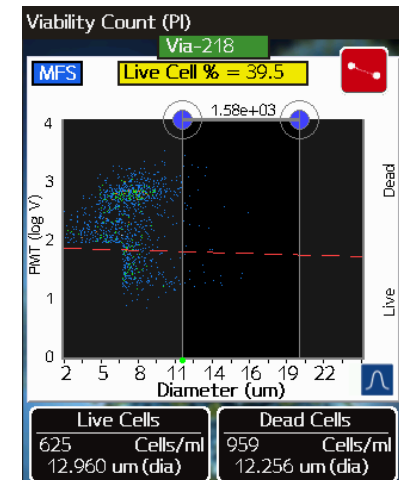 Viability Count (PI)
Via-218
MFS
Live Cell % = 39.5
1.58e+03
4
3
2
1
0
PMT (log V)
Dead
Live
2 5 8 11 14 16 19 22
Diameter (um)
Live Cells
625 Cells/ml
12.960 um (dia)
Dead Cells
959 Cells/ml
12.256 um (dia)